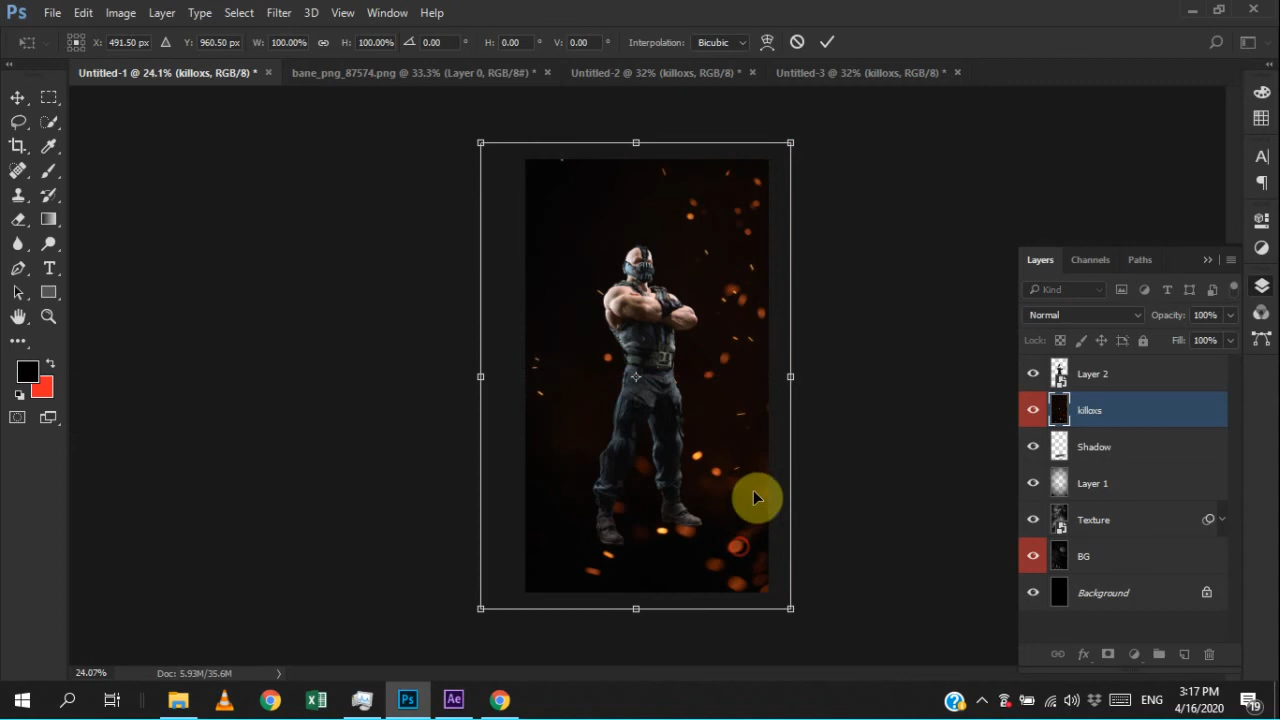 Ps File Edit Image Layer Type Select Filter 3D View Window Help
X: 491.50 px Y: 960.50 px W: 100.00% H: 100.00% 0.00 ° H: 0.00 ° V: 0.00 ° Interpolation: Bicubic
Untitled-1 @ 24.1% (killoxs, RGB/8) * × bane_png_87574.png @ 33.3% (Layer 0, RGB/8#) * × Untitled-2 @ 32% (killoxs, RGB/8) * × Untitled-3 @ 32% (killoxs, RGB/8) * ×
Layers Channels Paths
Kind
Normal Opacity: 100%
Lock: Fill: 100%
Layer 2
killoxs
Shadow
Layer 1
Texture
BG
Background
24.07% Doc: 5.93M/35.6M
Ps Ae ENG 3:17 PM
4/16/2020 19